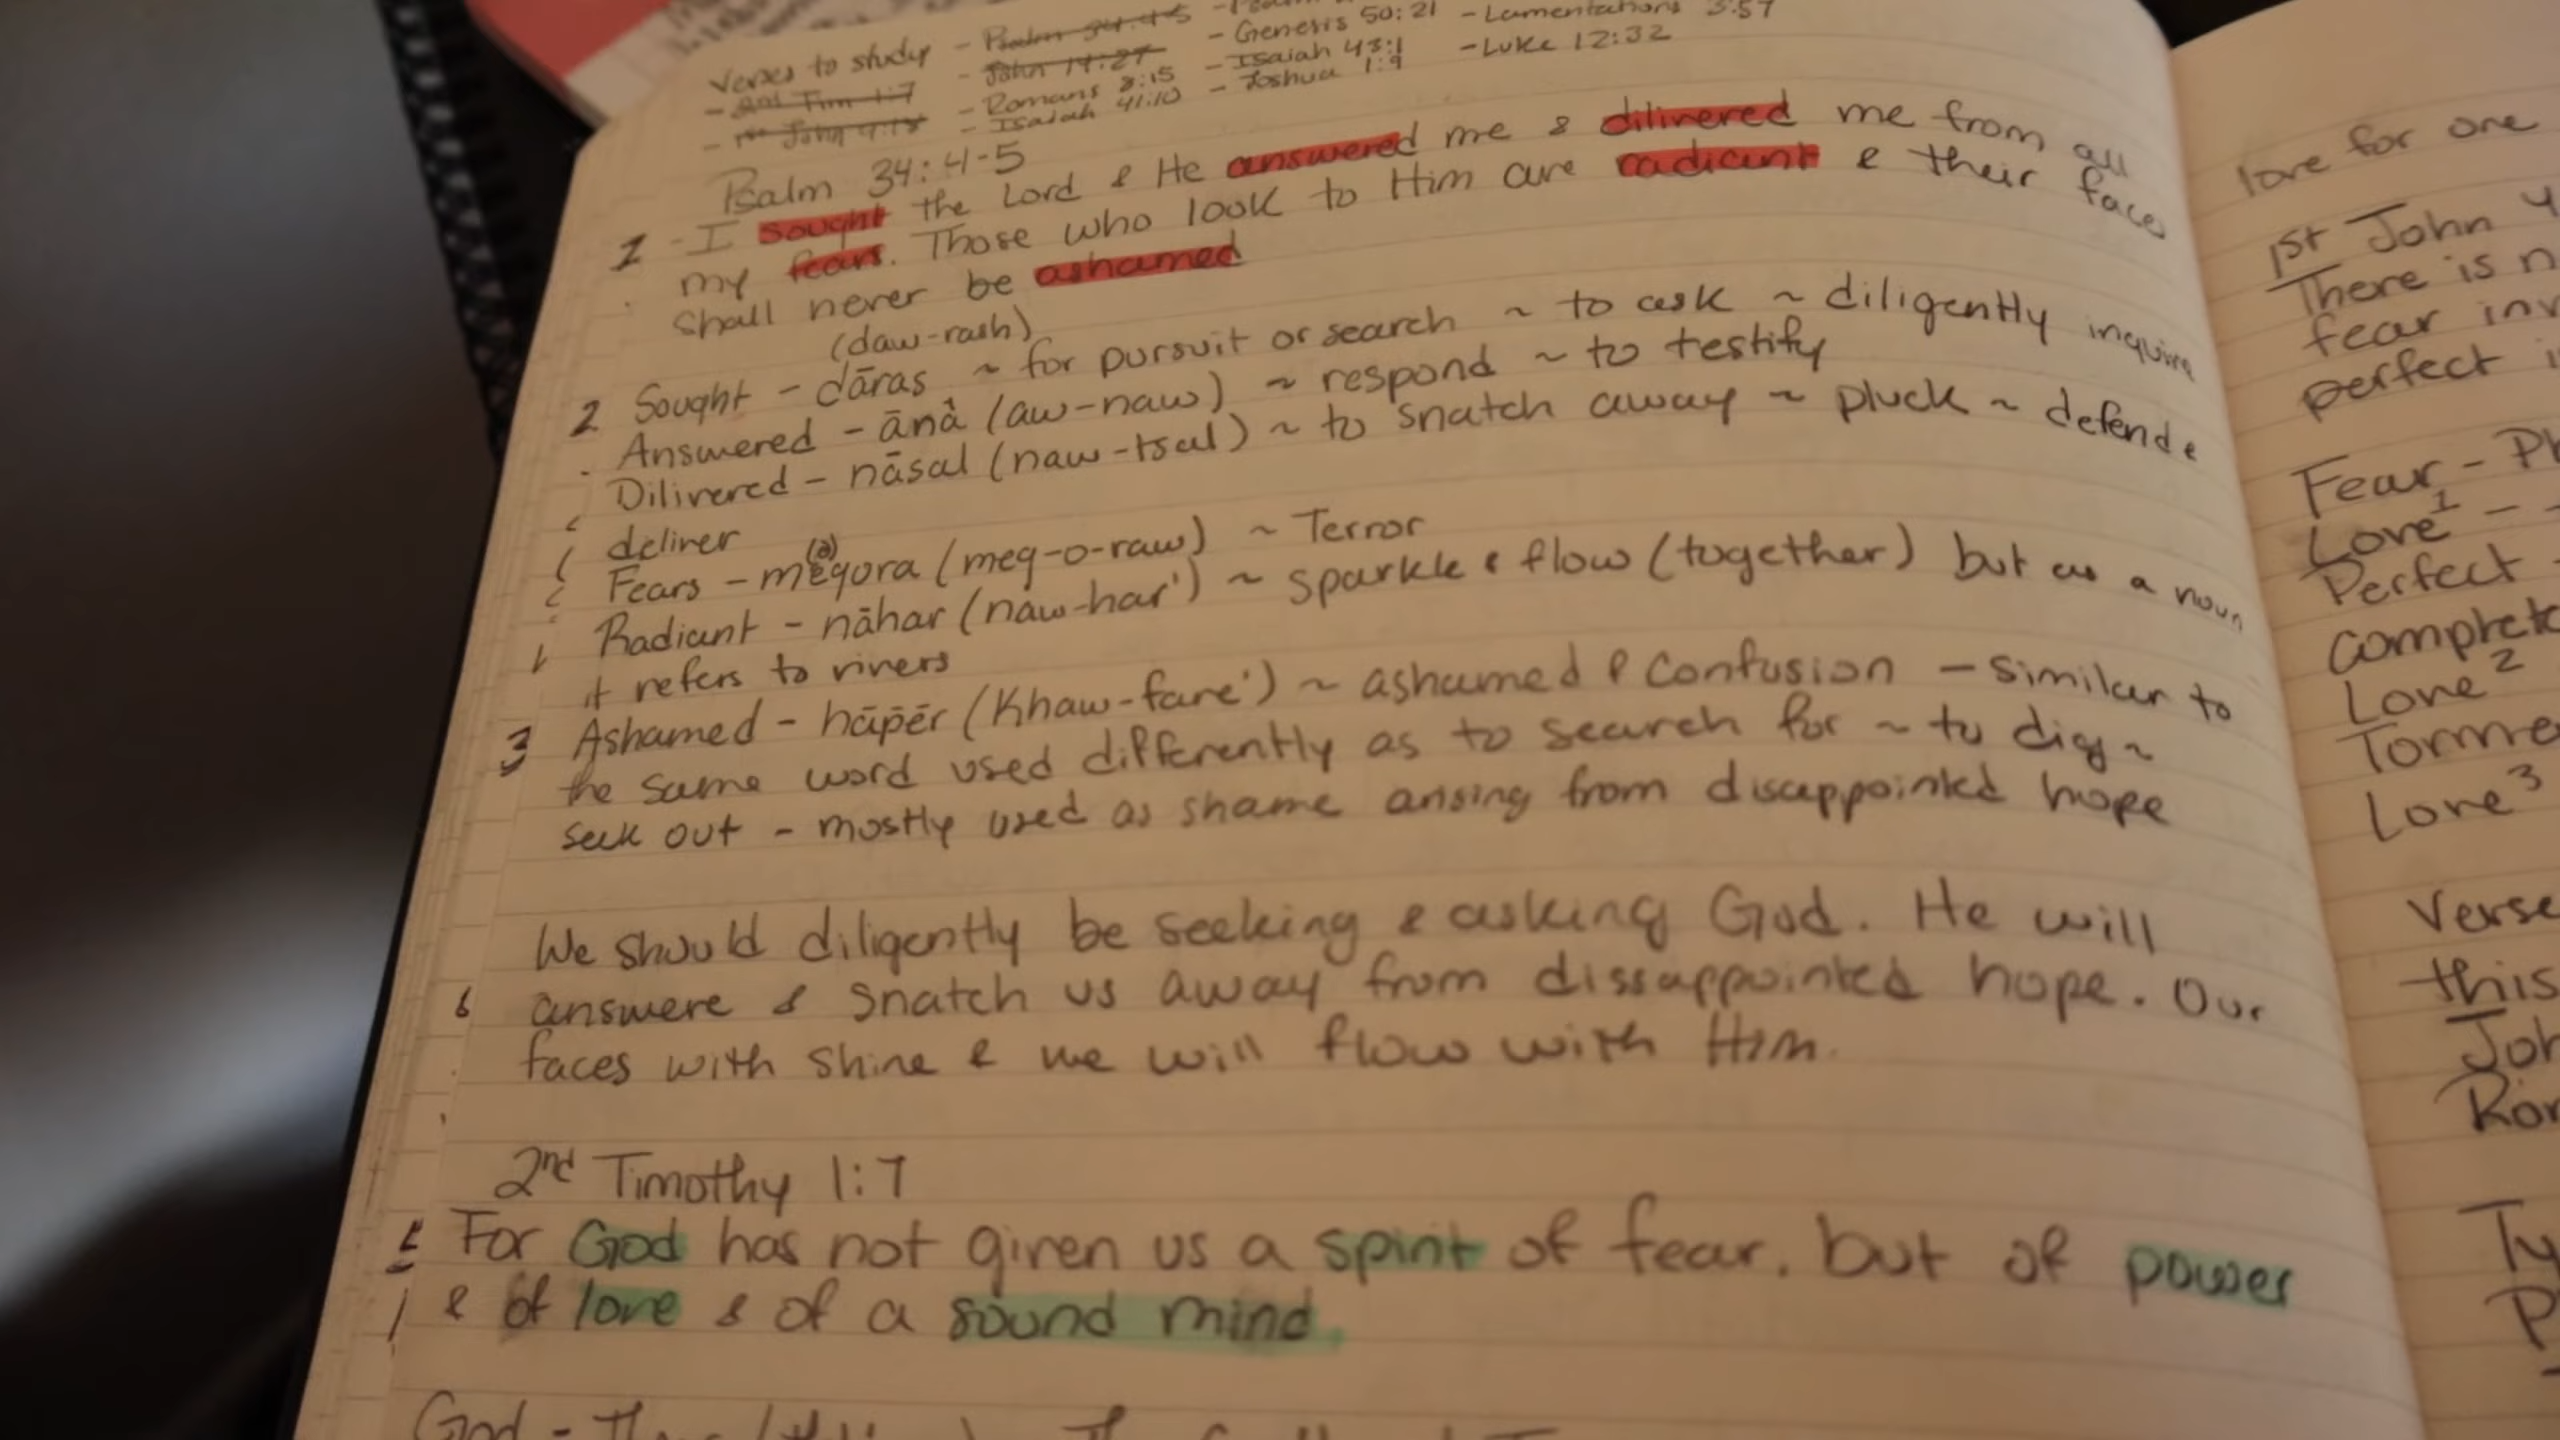 Verses to study
- Psalm 34:4-5
- Genesis 50:21
- Lamentations 3:57
- 2nd Tim 1:7
- John 14:27
- Isaiah 43:1
- Luke 12:32
- 1st John 4:18
- Romans 8:15
- Joshua 1:9
- Isaiah 41:10
Psalm 34:4-5
1 - I sought the Lord & He answered me & dilivered me from all
my fears. Those who look to Him are radiant & their faces
shall never be ashamed
(daw-rash)
2 Sought - dāras ~ for pursuit or search ~ to ask ~ diligently inquire
Answered - ānà (aw-naw) ~ respond ~ to testify
Dilivered - nāsal (naw-tsal) ~ to snatch away ~ pluck ~ defend &
deliver
(a)
Fears - megora (meg-o-raw) ~ Terror
Radiant - nāhar (naw-har') ~ sparkle & flow (together) but as a noun
it refers to rivers
3 Ashamed - hāpēr (Khaw-fare') ~ ashamed & confusion - similar to
the same word used differently as to search for ~ to dig ~
seek out - mostly used as shame arising from disappointed hope
We should diligently be seeking & asking God. He will
answere & snatch us away from dissappointed hope. Our
faces with shine & we will flow with Him.
2nd Timothy 1:7
For God has not given us a spirit of fear. but of power
& of love & of a sound mind.
God -
love for one
1st John 4
There is
fear
perfect
Fear -
Love1 -
Perfect -
Love2
Love3
this